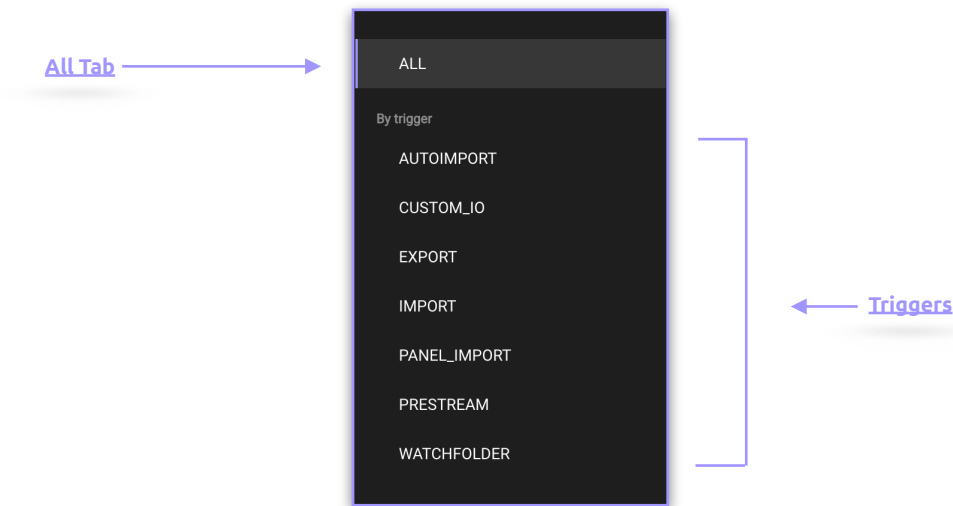 All Tab
ALL
By trigger
AUTOIMPORT
CUSTOM_IO
EXPORT
IMPORT
PANEL_IMPORT
PRESTREAM
WATCHFOLDER
Triggers